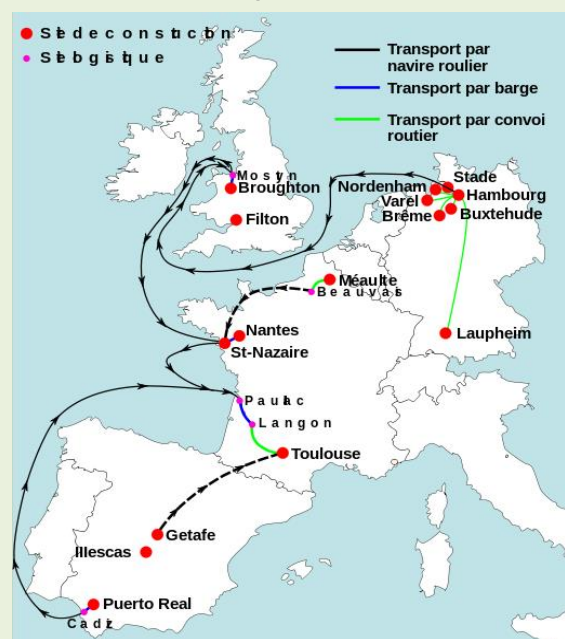 Site de construction
Site logistique
Transport par
navire roulier
Transport par barge
Transport par convoi
routier
Mostyn
Broughton
Filton
Stade
Nordenham
Hambourg
Varel
Buxtehude
Brême
Méaulte
Beauvais
Nantes
St-Nazaire
Laupheim
Pauillac
Langon
Toulouse
Getafe
Illescas
Puerto Real
Cadiz